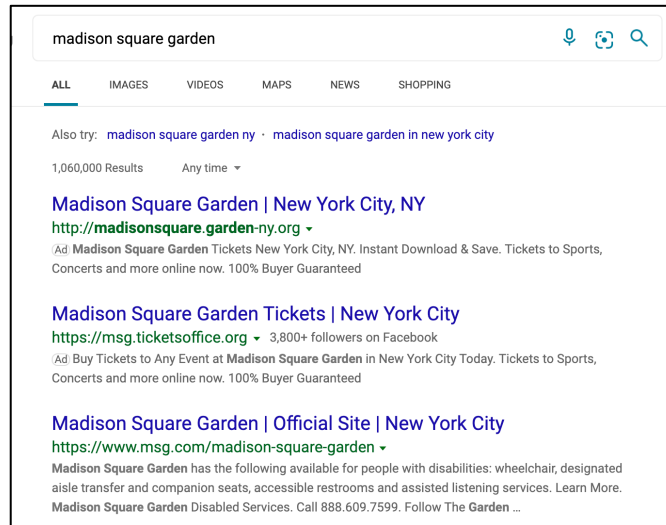 madison square garden
ALL IMAGES VIDEOS MAPS NEWS SHOPPING
Also try: madison square garden ny · madison square garden in new york city
1,060,000 Results Any time
Madison Square Garden | New York City, NY
http://madisonsquare.garden-ny.org
Ad Madison Square Garden Tickets New York City, NY. Instant Download & Save. Tickets to Sports,
Concerts and more online now. 100% Buyer Guaranteed
Madison Square Garden Tickets | New York City
https://msg.ticketsoffice.org 3,800+ followers on Facebook
Ad Buy Tickets to Any Event at Madison Square Garden in New York City Today. Tickets to Sports,
Concerts and more online now. 100% Buyer Guaranteed
Madison Square Garden | Official Site | New York City
https://www.msg.com/madison-square-garden
Madison Square Garden has the following available for people with disabilities: wheelchair, designated
aisle transfer and companion seats, accessible restrooms and assisted listening services. Learn More.
Madison Square Garden Disabled Services. Call 888.609.7599. Follow The Garden ...